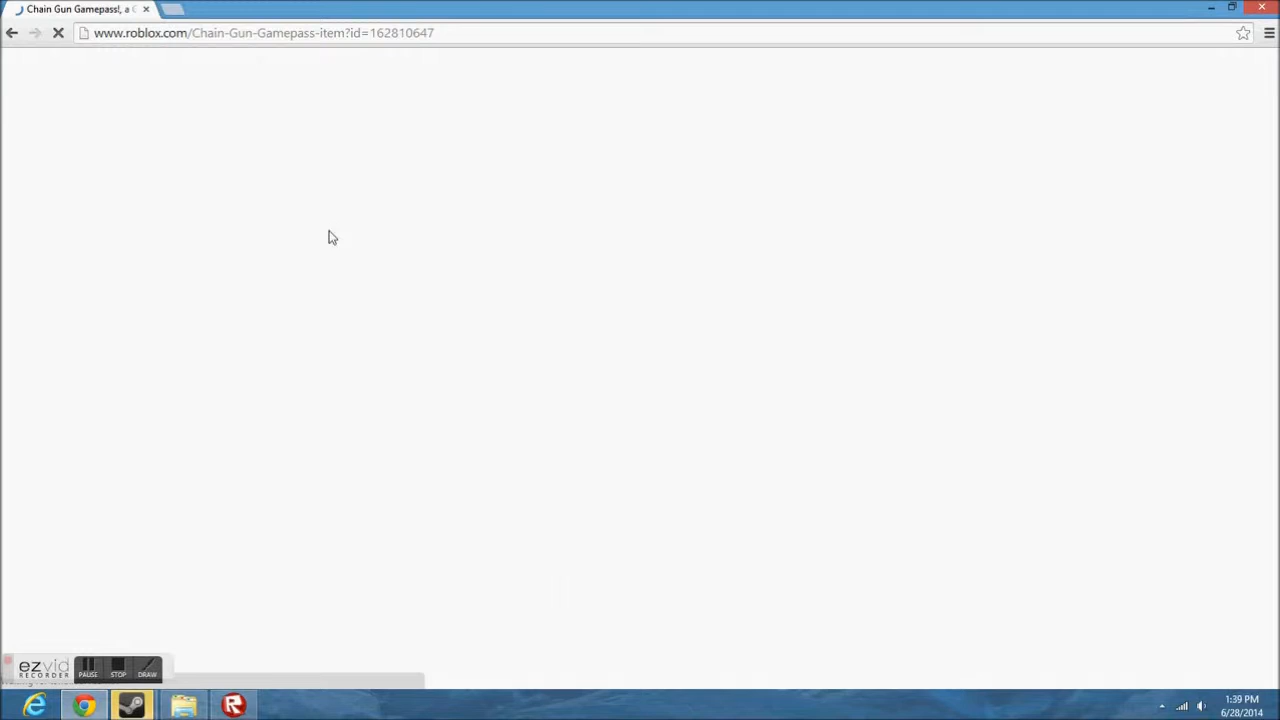 Chain Gun Gamepass!, a G
www.roblox.com/Chain-Gun-Gamepass-item?id=162810647
ezvid
RECORDER
PAUSE
STOP
DRAW
1:39 PM
6/28/2014